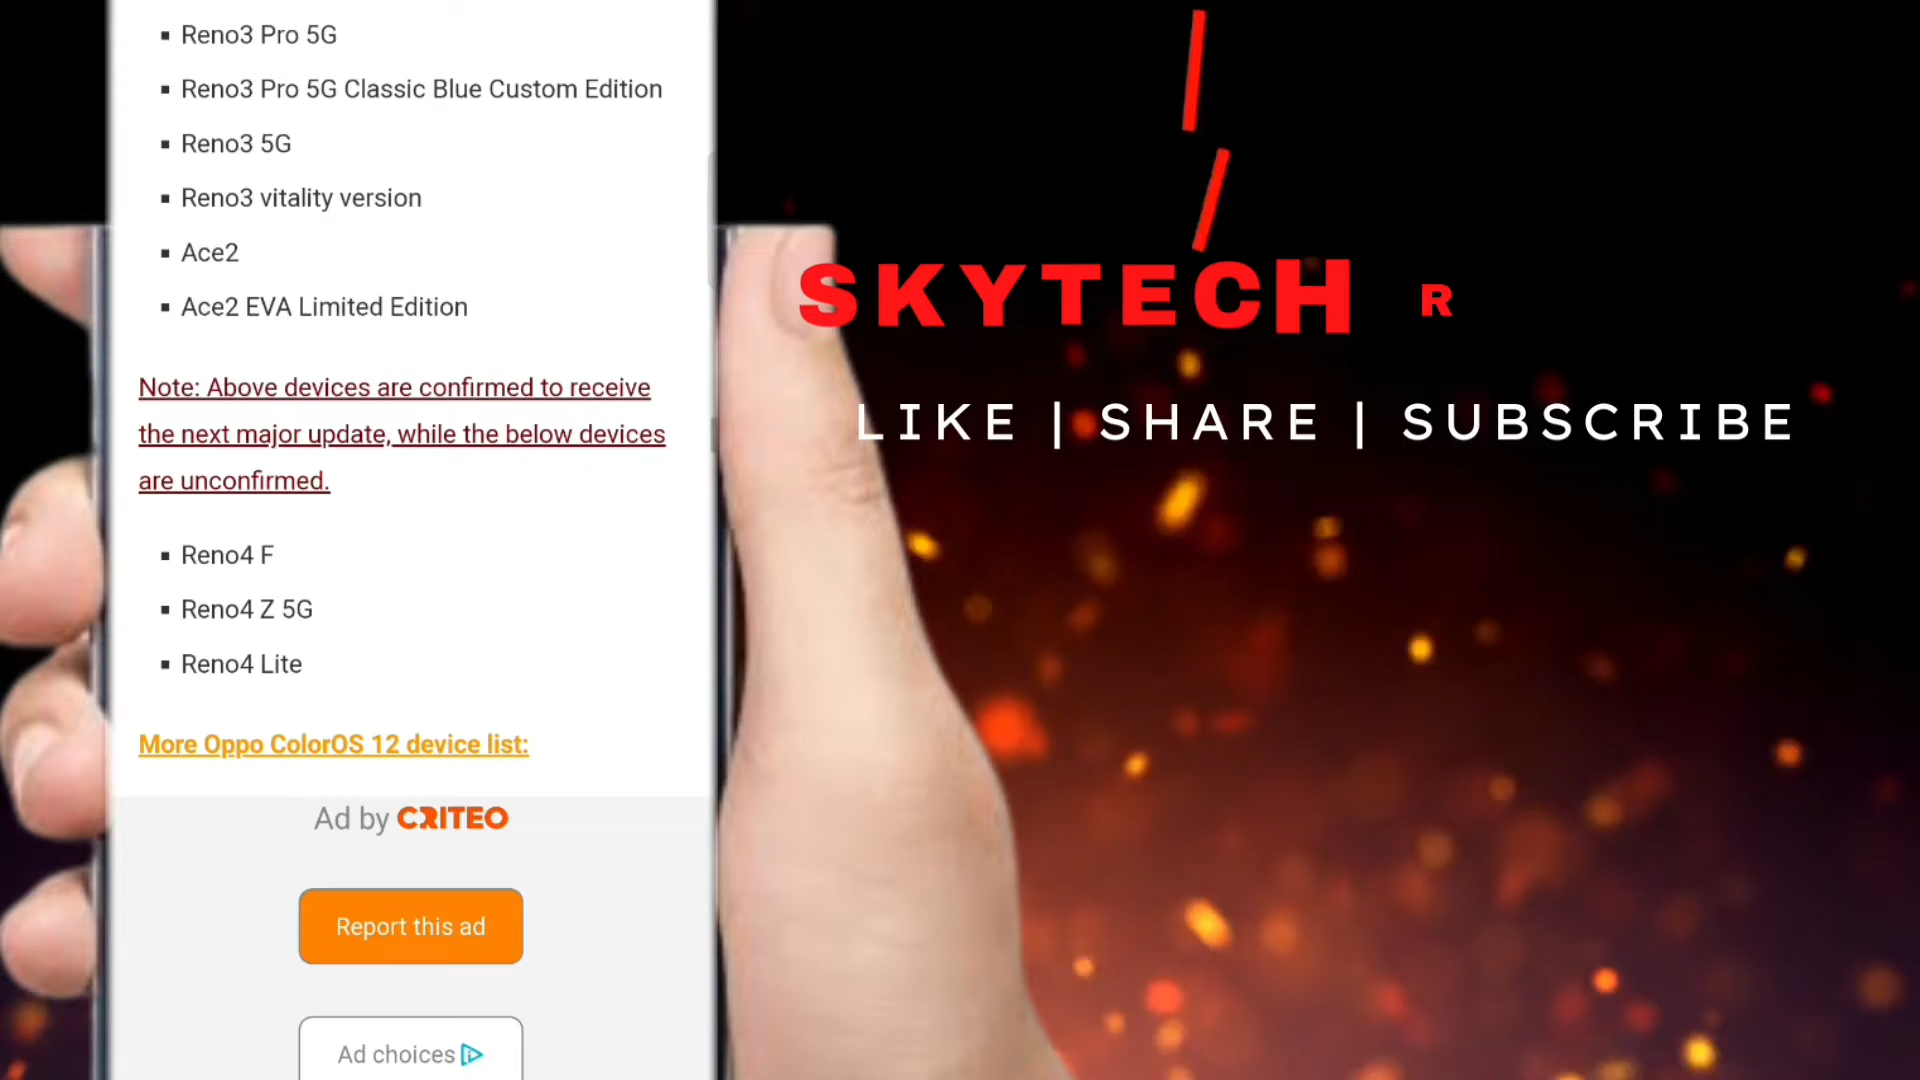 Reno3 Pro 5G
Reno3 Pro 5G Classic Blue Custom Edition
Reno3 5G
Reno3 vitality version
Ace2
Ace2 EVA Limited Edition
Note: Above devices are confirmed to receive
the next major update, while the below devices
are unconfirmed.
Reno4 F
Reno4 Z 5G
Reno4 Lite
More Oppo ColorOS 12 device list:
Ad by CRITEO
Report this ad
Ad choices
SKYTECH R
LIKE | SHARE | SUBSCRIBE